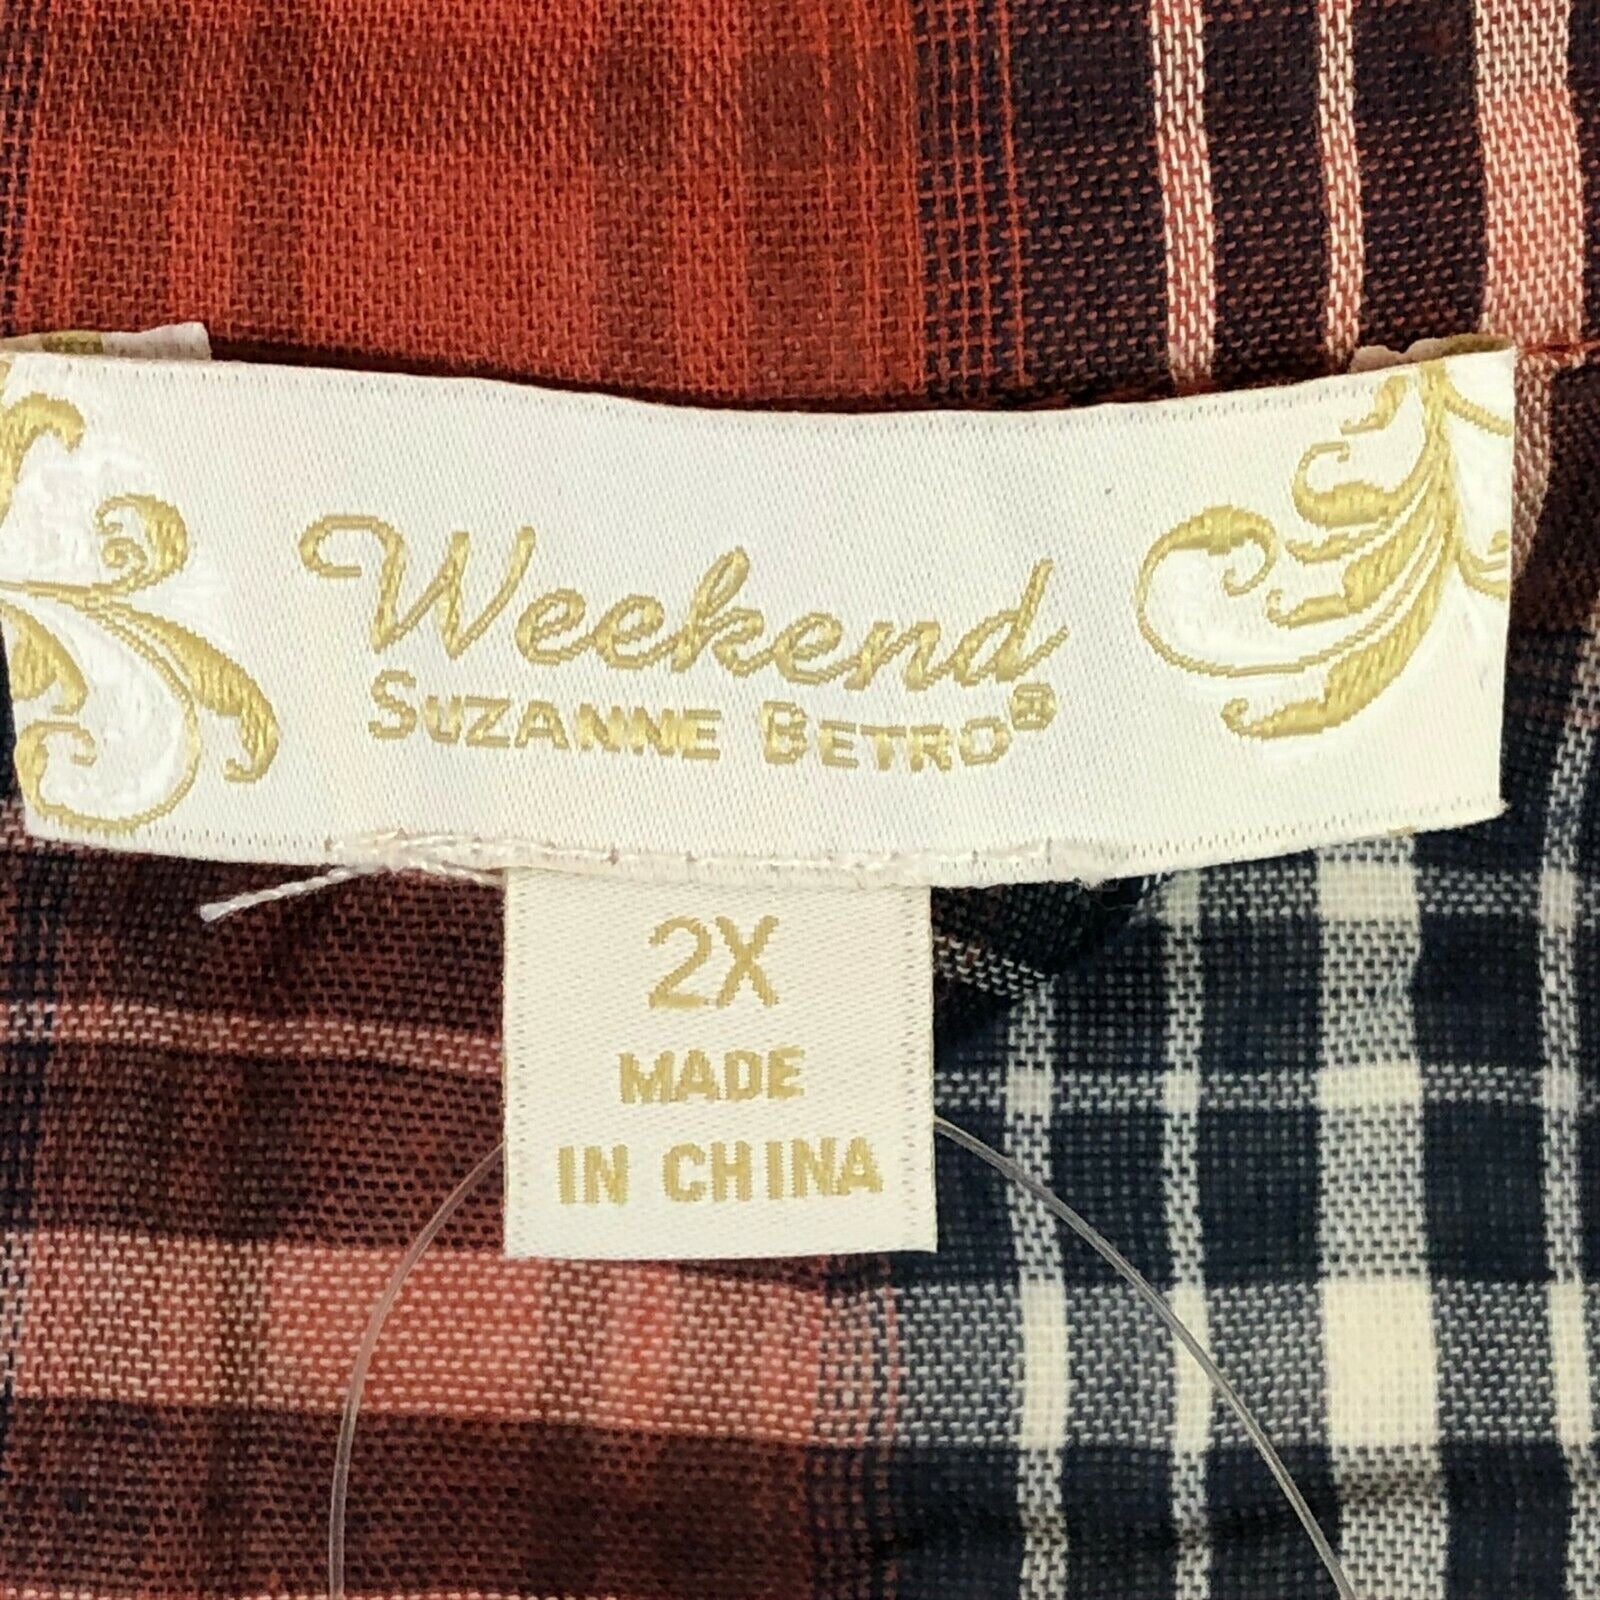 Weekend
SUZANNE BETRO®
2X
MADE
IN CHINA